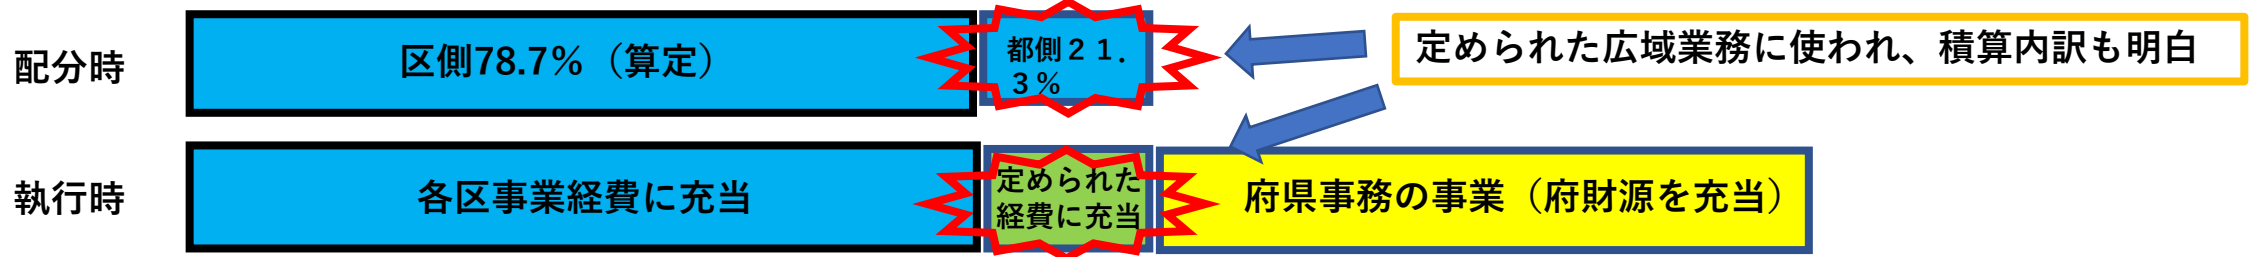 配分時
区側78.7%（算定）
都側２１.
３％
定められた広域業務に使われ、積算内訳も明白
執行時
各区事業経費に充当
定められた
経費に充当
府県事務の事業（府財源を充当）